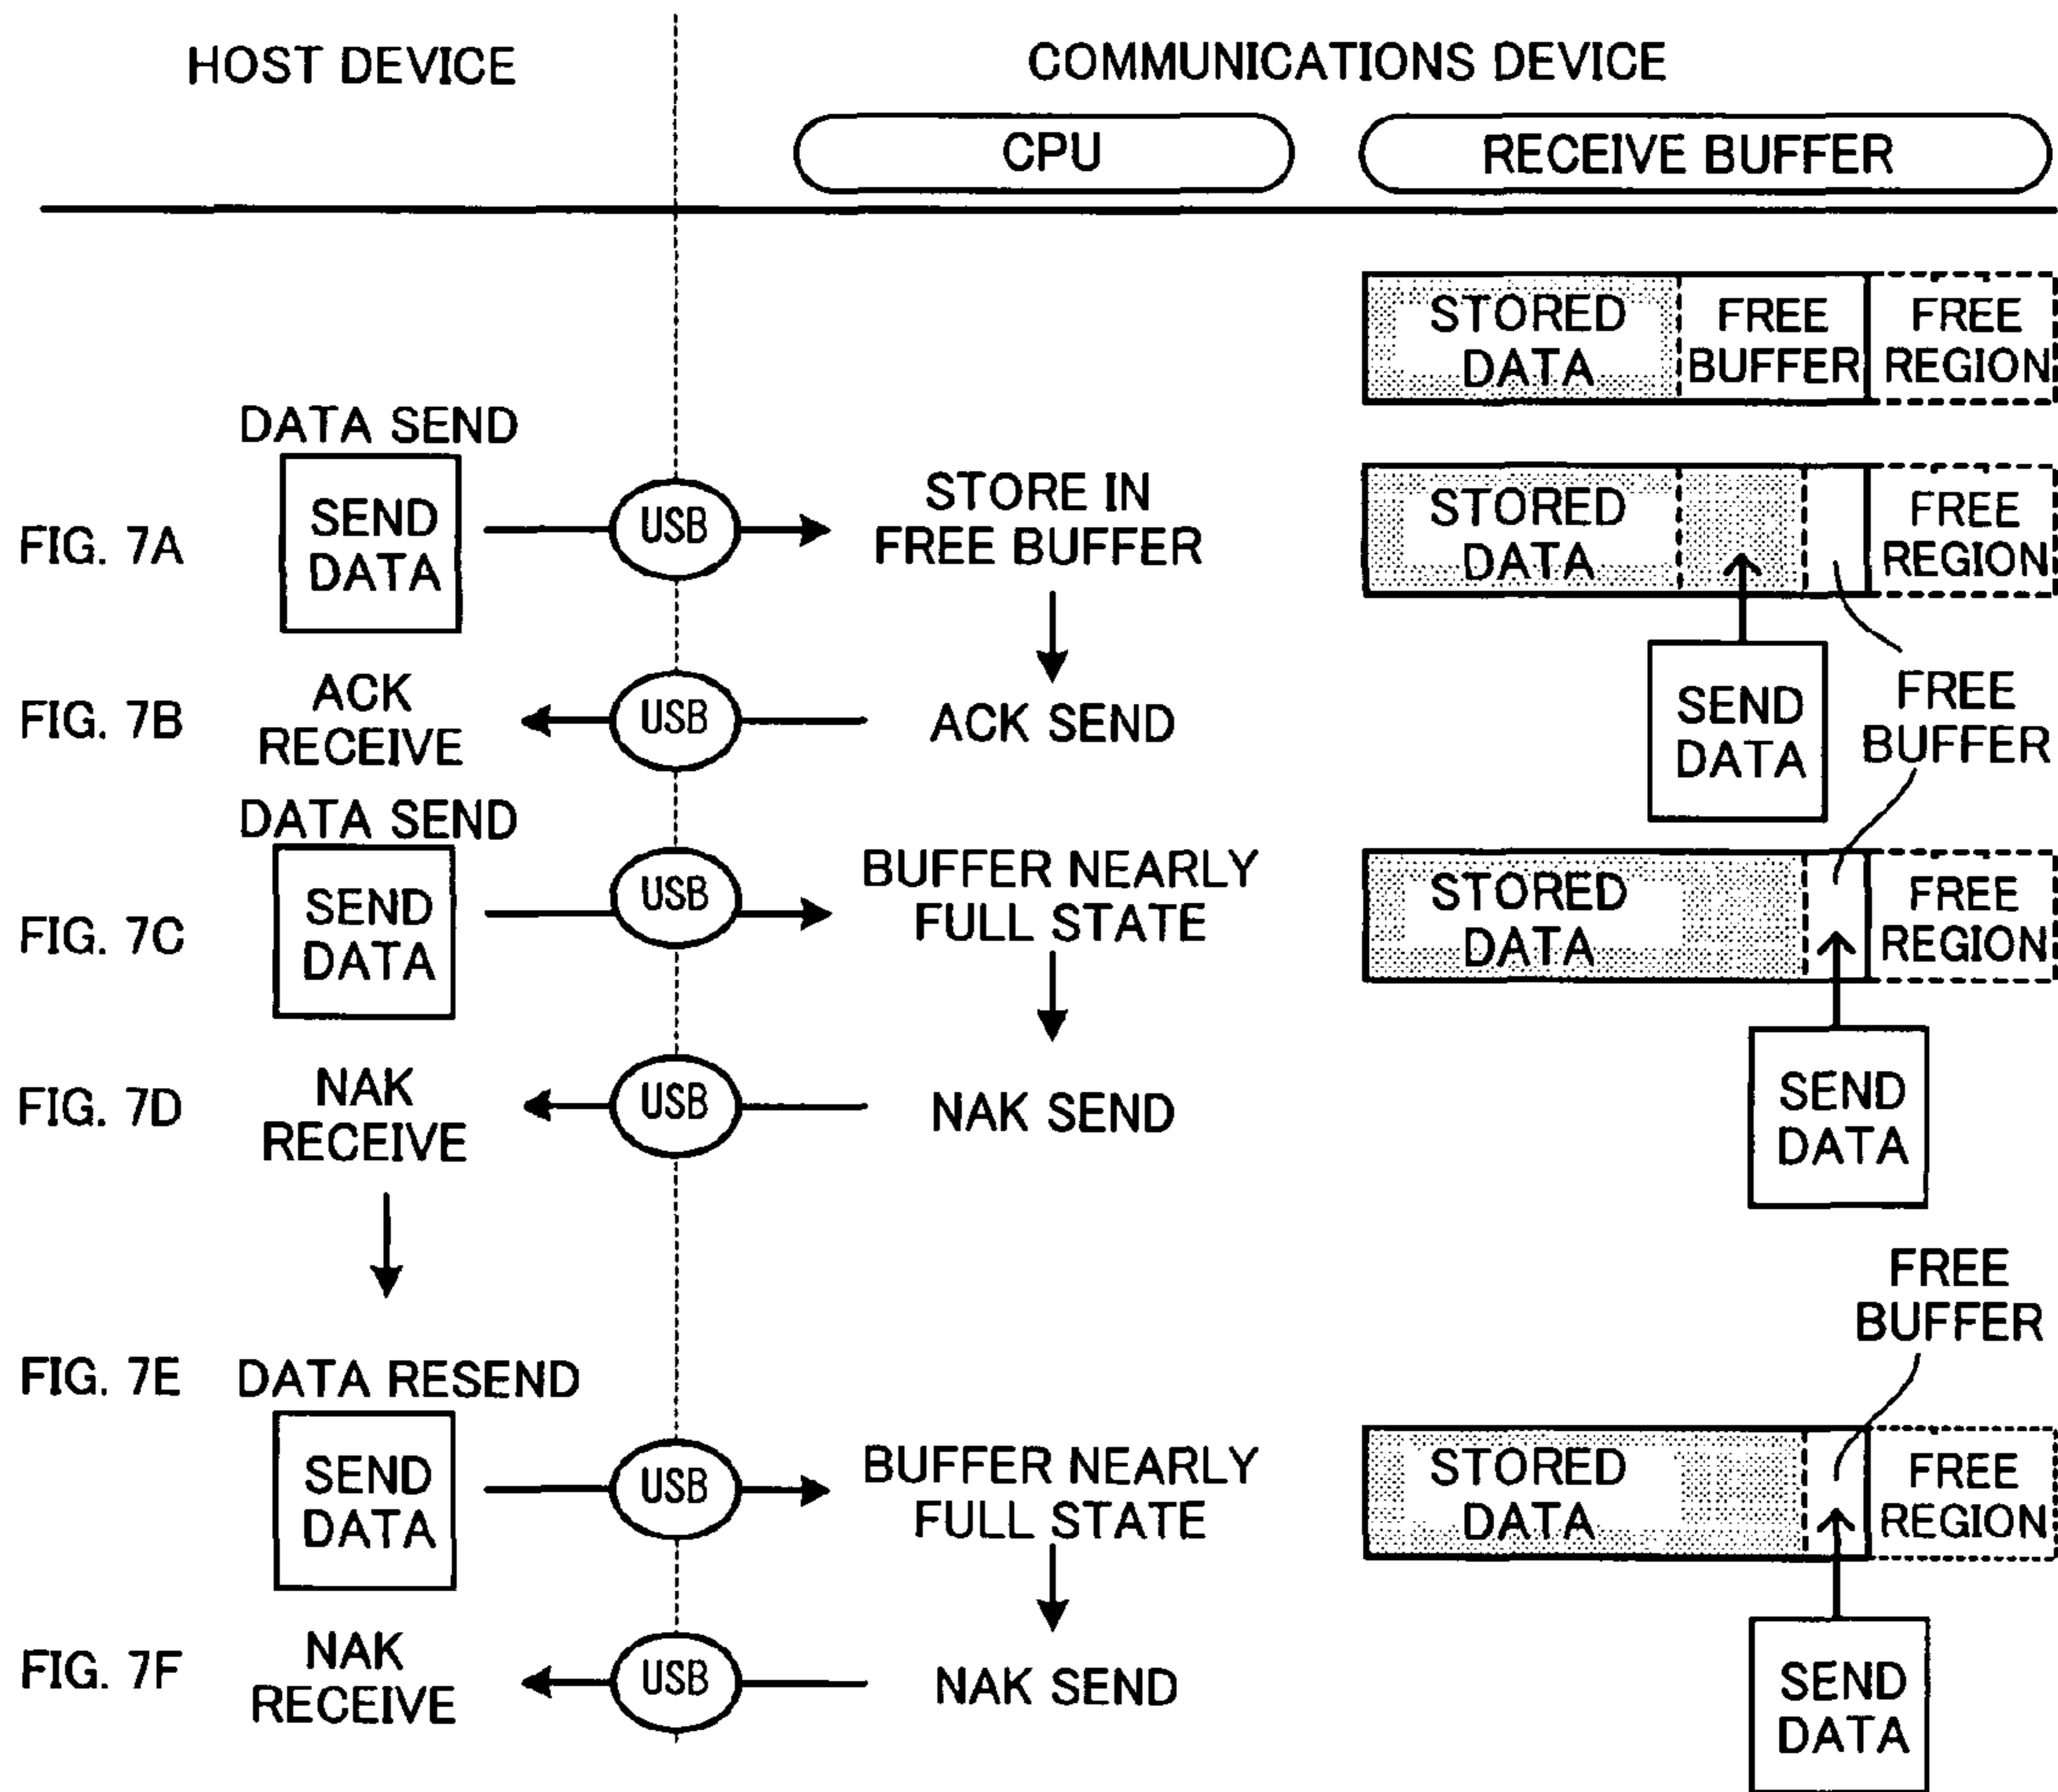 HOST DEVICE
COMMUNICATIONS DEVICE
CPU
RECEIVE BUFFER
STORED
DATA
FREE
BUFFER
FREE
REGION
FIG. 7A
DATA SEND
SEND
DATA
USB
STORE IN
FREE BUFFER
STORED
DATA
FREE
REGION
FIG. 7B
ACK
RECEIVE
USB
ACK SEND
SEND
DATA
FREE
BUFFER
FIG. 7C
DATA SEND
SEND
DATA
USB
BUFFER NEARLY
FULL STATE
STORED
DATA
FREE
REGION
FIG. 7D
NAK
RECEIVE
USB
NAK SEND
SEND
DATA
FREE
BUFFER
FIG. 7E
DATA RESEND
SEND
DATA
USB
BUFFER NEARLY
FULL STATE
STORED
DATA
FREE
REGION
FIG. 7F
NAK
RECEIVE
USB
NAK SEND
SEND
DATA